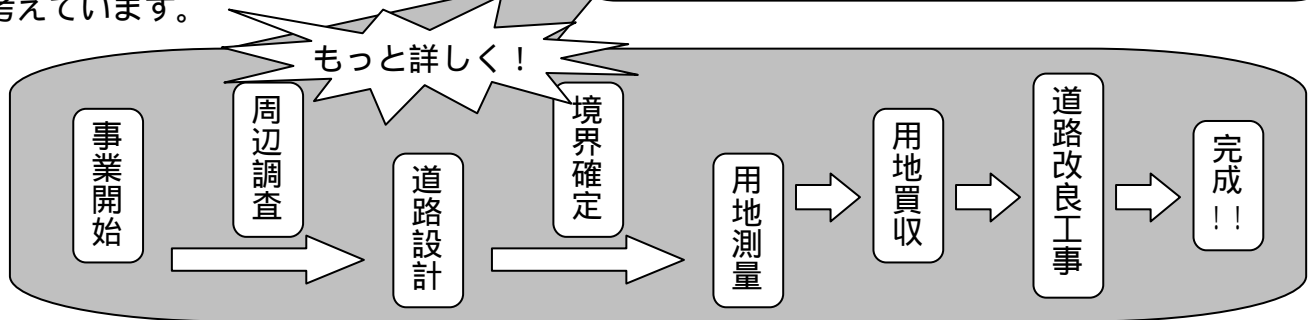 考えています。
もっと詳しく！
事業開始
周辺調査
道路設計
境界確定
用地測量
用地買収
道路改良工事
完成！！